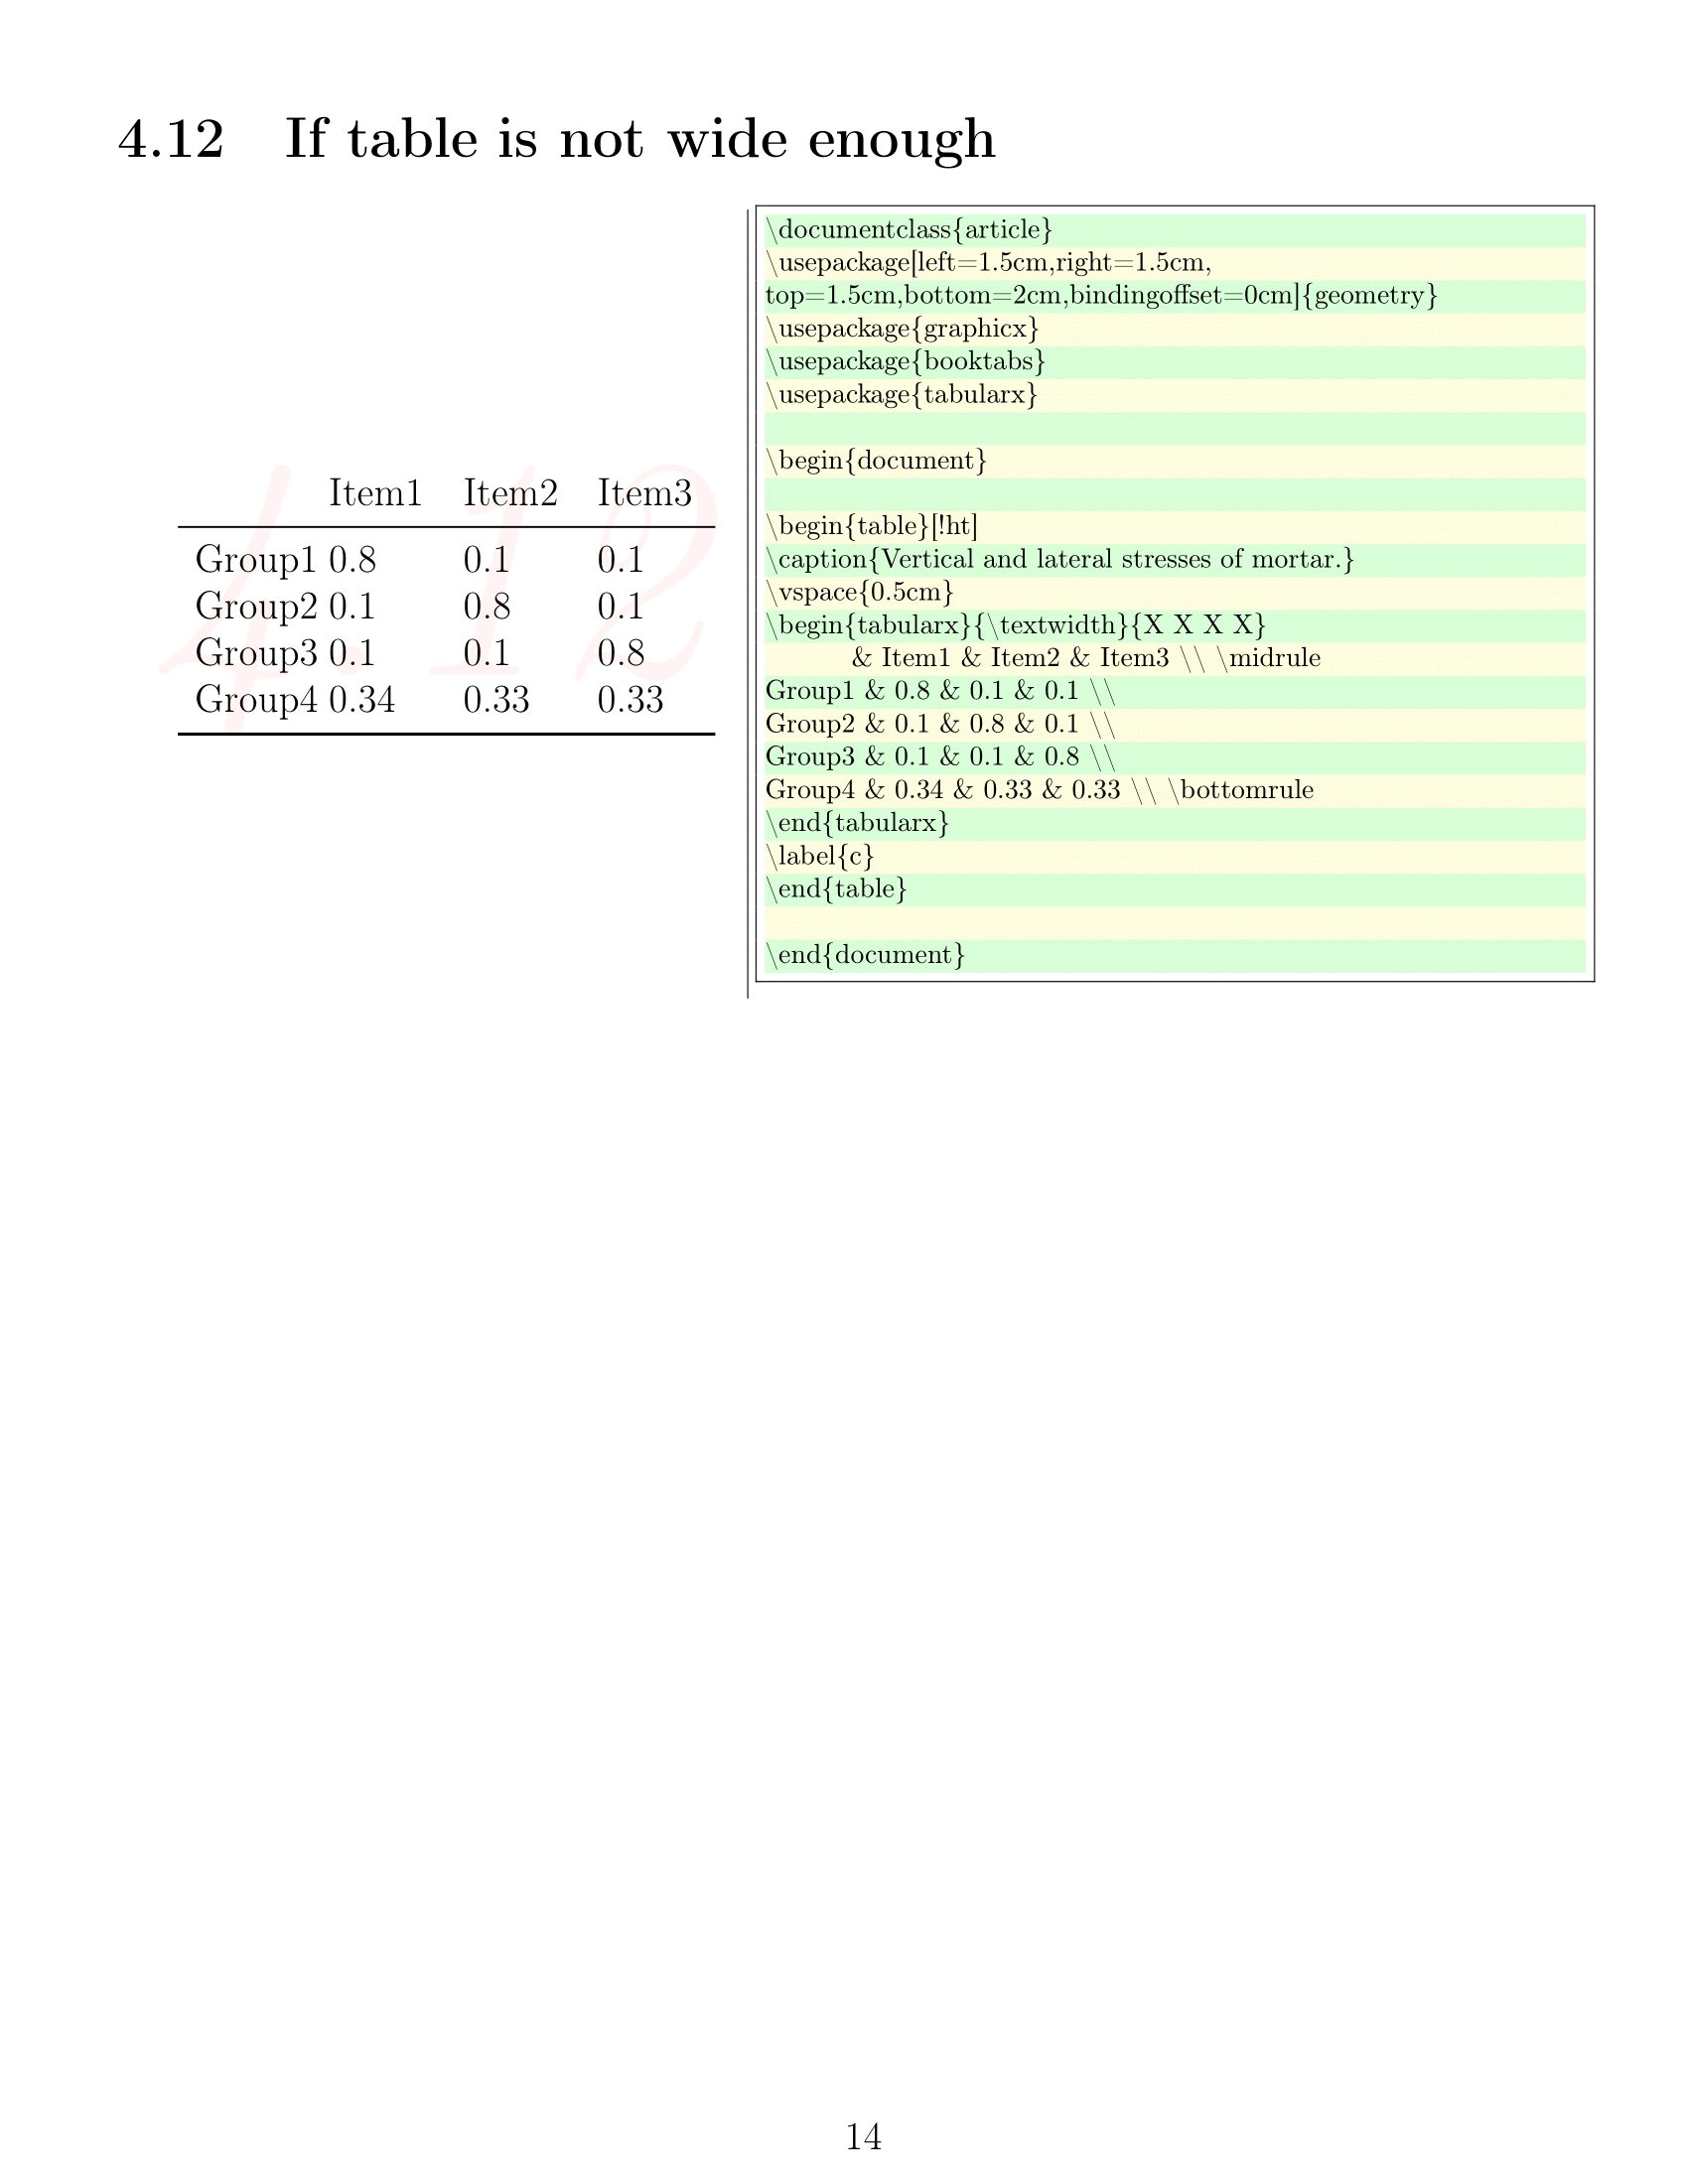 4.12 If table is not wide enough
4.12
Item1 Item2 Item3
Group1 0.8 0.1 0.1
Group2 0.1 0.8 0.1
Group3 0.1 0.1 0.8
Group4 0.34 0.33 0.33
\documentclass{article}
\usepackage[left=1.5cm,right=1.5cm,
top=1.5cm,bottom=2cm,bindingoffset=0cm]{geometry}
\usepackage{graphicx}
\usepackage{booktabs}
\usepackage{tabularx}
\begin{document}
\begin{table}[!ht]
\caption{Vertical and lateral stresses of mortar.}
\vspace{0.5cm}
\begin{tabularx}{\textwidth}{X X X X}
& Item1 & Item2 & Item3 \\ \midrule
Group1 & 0.8 & 0.1 & 0.1 \\
Group2 & 0.1 & 0.8 & 0.1 \\
Group3 & 0.1 & 0.1 & 0.8 \\
Group4 & 0.34 & 0.33 & 0.33 \\ \bottomrule
\end{tabularx}
\label{c}
\end{table}
\end{document}
14